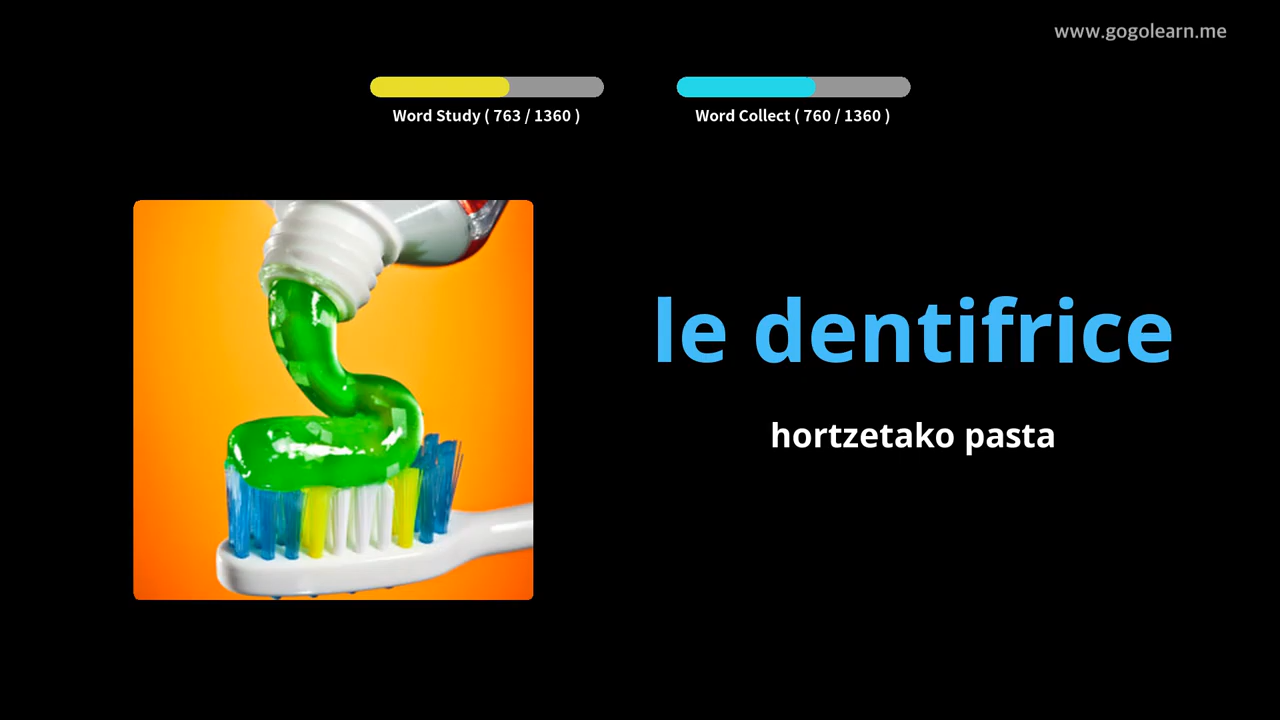 www.gogolearn.me
Word Study ( 763 / 1360 )
Word Collect ( 760 / 1360 )
le dentifrice
hortzetako pasta